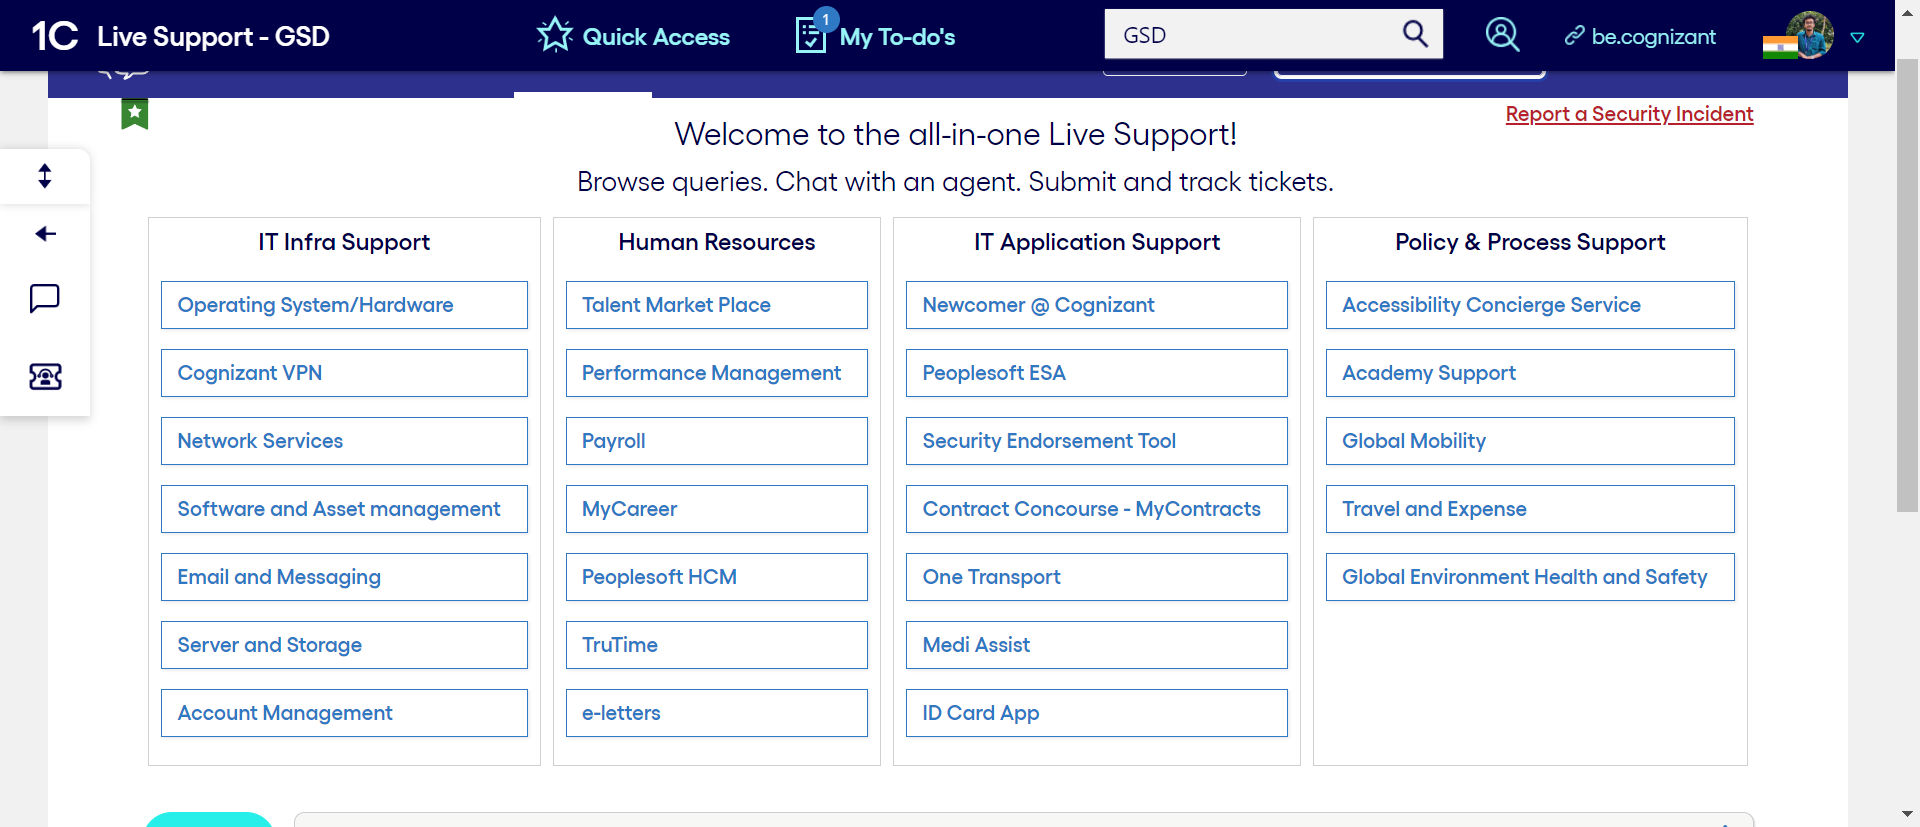 1C Live Support - GSD Quick Access 1 My To-do's GSD be.cognizant
Report a Security Incident
Welcome to the all-in-one Live Support!
Browse queries. Chat with an agent. Submit and track tickets.
IT Infra Support
Operating System/Hardware
Cognizant VPN
Network Services
Software and Asset management
Email and Messaging
Server and Storage
Account Management
Human Resources
Talent Market Place
Performance Management
Payroll
MyCareer
Peoplesoft HCM
TruTime
e-letters
IT Application Support
Newcomer @ Cognizant
Peoplesoft ESA
Security Endorsement Tool
Contract Concourse - MyContracts
One Transport
Medi Assist
ID Card App
Policy & Process Support
Accessibility Concierge Service
Academy Support
Global Mobility
Travel and Expense
Global Environment Health and Safety